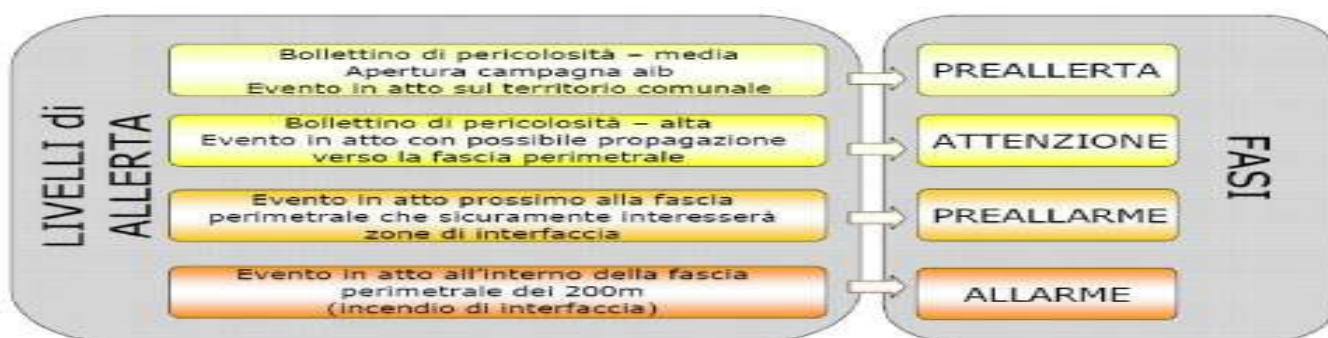 LIVELLI di
ALLERTA
Bollettino di pericolosità – media
Apertura campagna aib
Evento in atto sul territorio comunale
PREALLERTA
Bollettino di pericolosità – alta
Evento in atto con possibile propagazione
verso la fascia perimetrale
ATTENZIONE
Evento in atto prossimo alla fascia
perimetrale che sicuramente interesserà
zone di interfaccia
PREALLARME
Evento in atto all'interno della fascia
perimetrale dei 200m
(incendio di interfaccia)
ALLARME
FASI